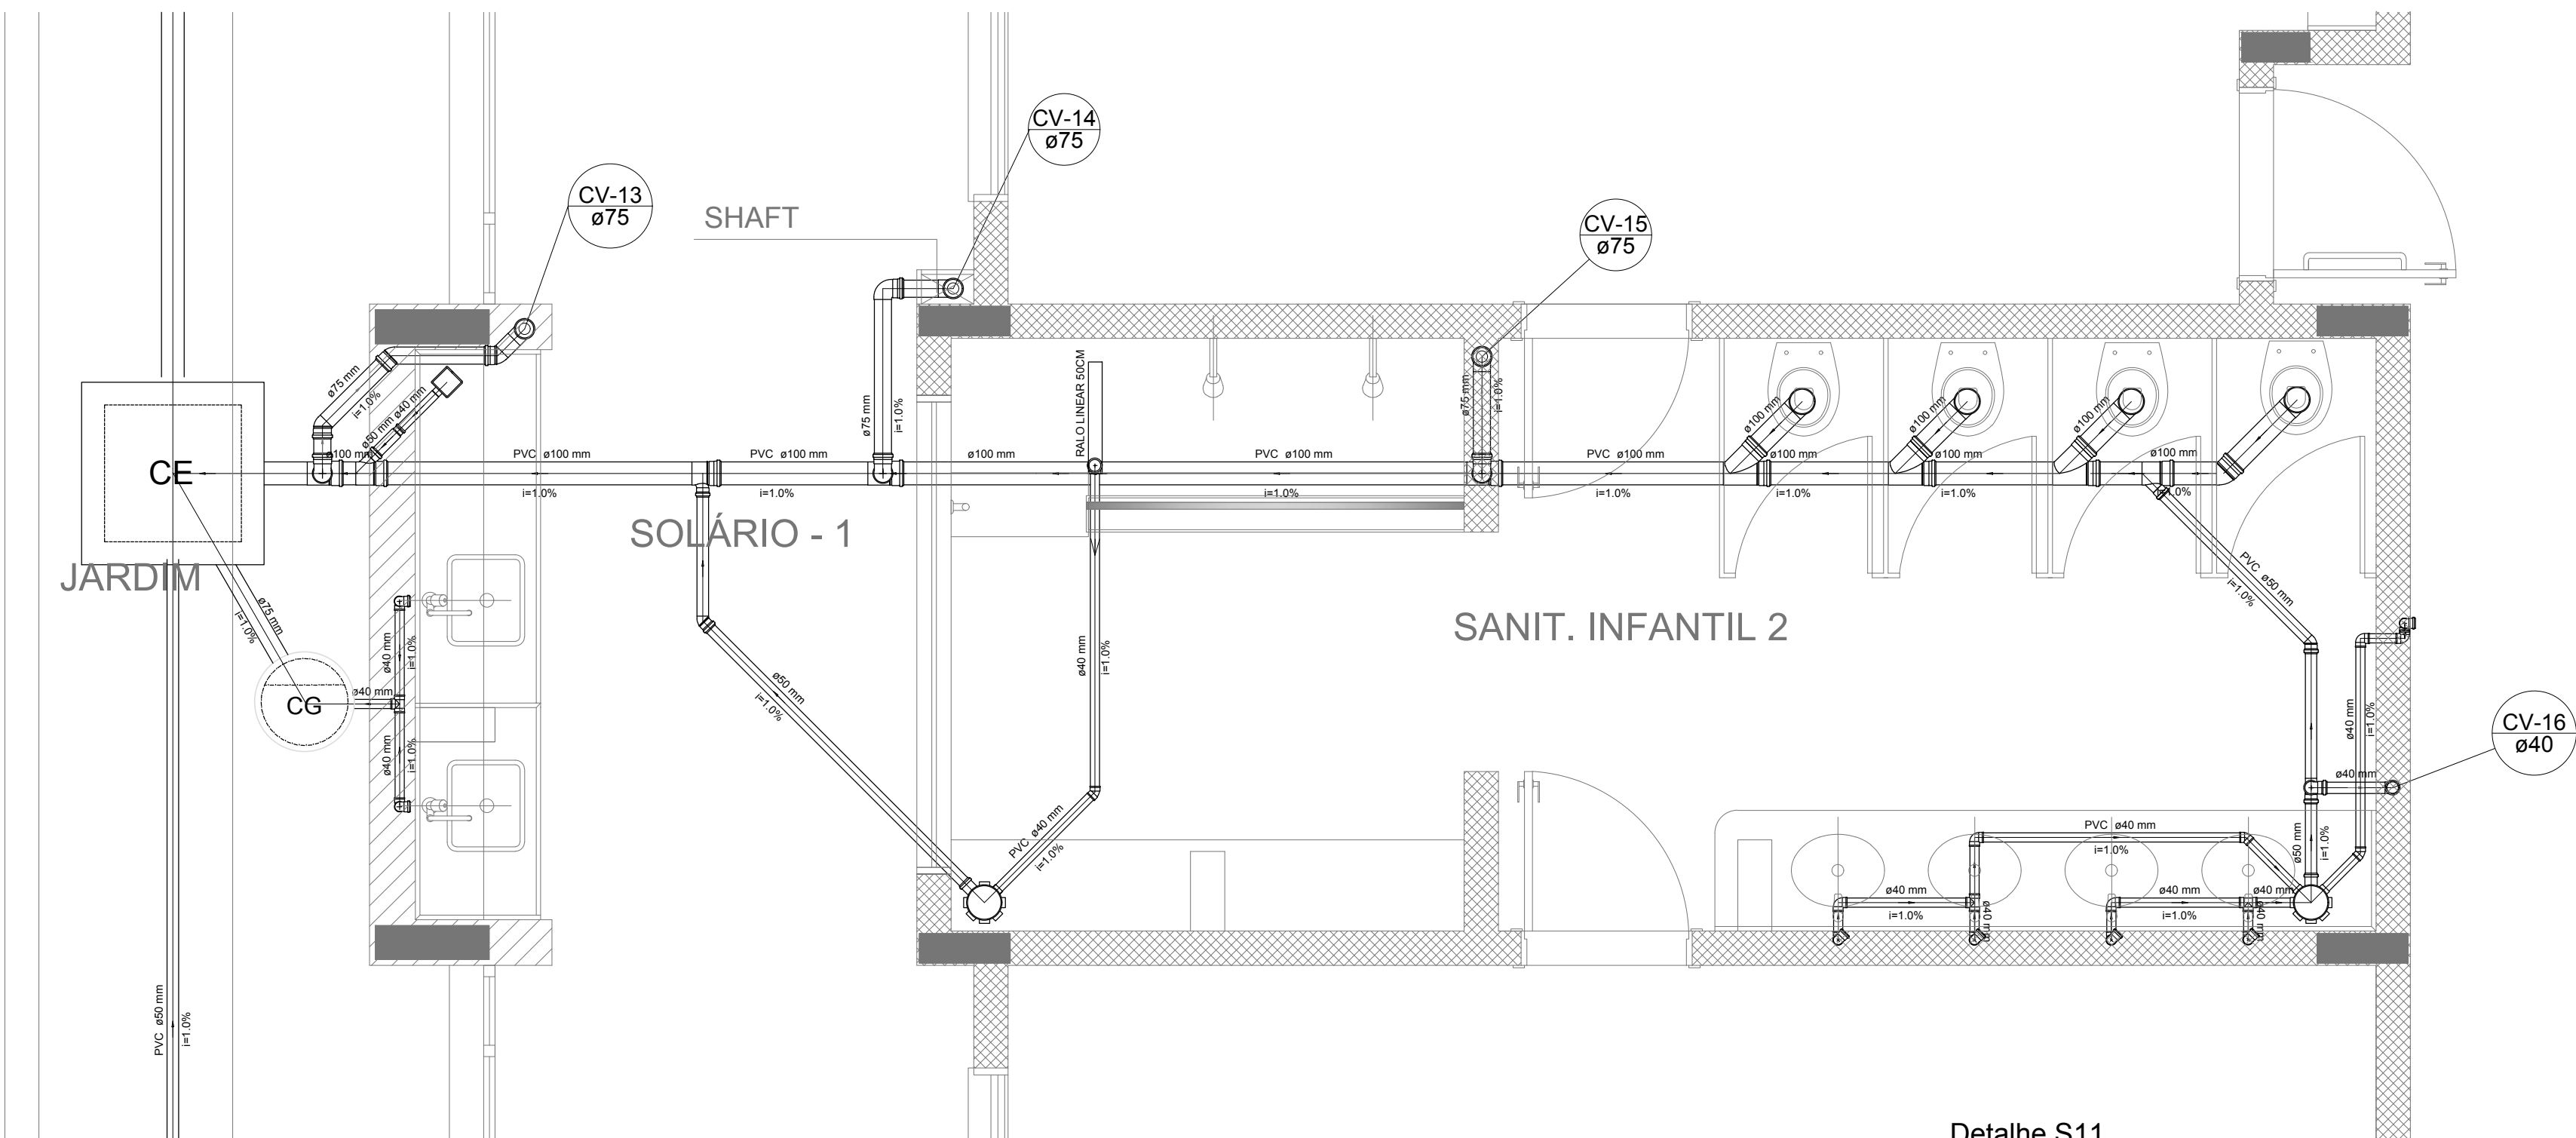 CV-14
ø75
CV-13
ø75
SHAFT
CV-15
ø75
ø75 mm
i=1.0%
ø40 mm
ø50 mm
ø75 mm
i=1.0%
RALO LINEAR 50CM
ø75 mm
i=1.0%
ø100 mm
ø100 mm
ø100 mm
CE
ø100 mm
PVC ø100 mm
i=1.0%
PVC ø100 mm
i=1.0%
ø100 mm
PVC ø100 mm
i=1.0%
PVC ø100 mm
i=1.0%
ø100 mm
i=1.0%
ø100 mm
i=1.0%
ø100 mm
i=1.0%
SOLÁRIO - 1
JARDIM
ø75 mm
i=1.0%
PVC ø50 mm
i=1.0%
SANIT. INFANTIL 2
ø40 mm
i=1.0%
ø40 mm
i=1.0%
CG
ø40 mm
ø50 mm
i=1.0%
ø40 mm
i=1.0%
CV-16
ø40
ø40 mm
i=1.0%
ø40 mm
PVC ø40 mm
i=1.0%
PVC ø40 mm
i=1.0%
ø50 mm
i=1.0%
ø40 mm
i=1.0%
ø40 mm
i=1.0%
ø40 mm
ø40 mm
ø40 mm
PVC ø50 mm
i=1.0%
Detalhe S11